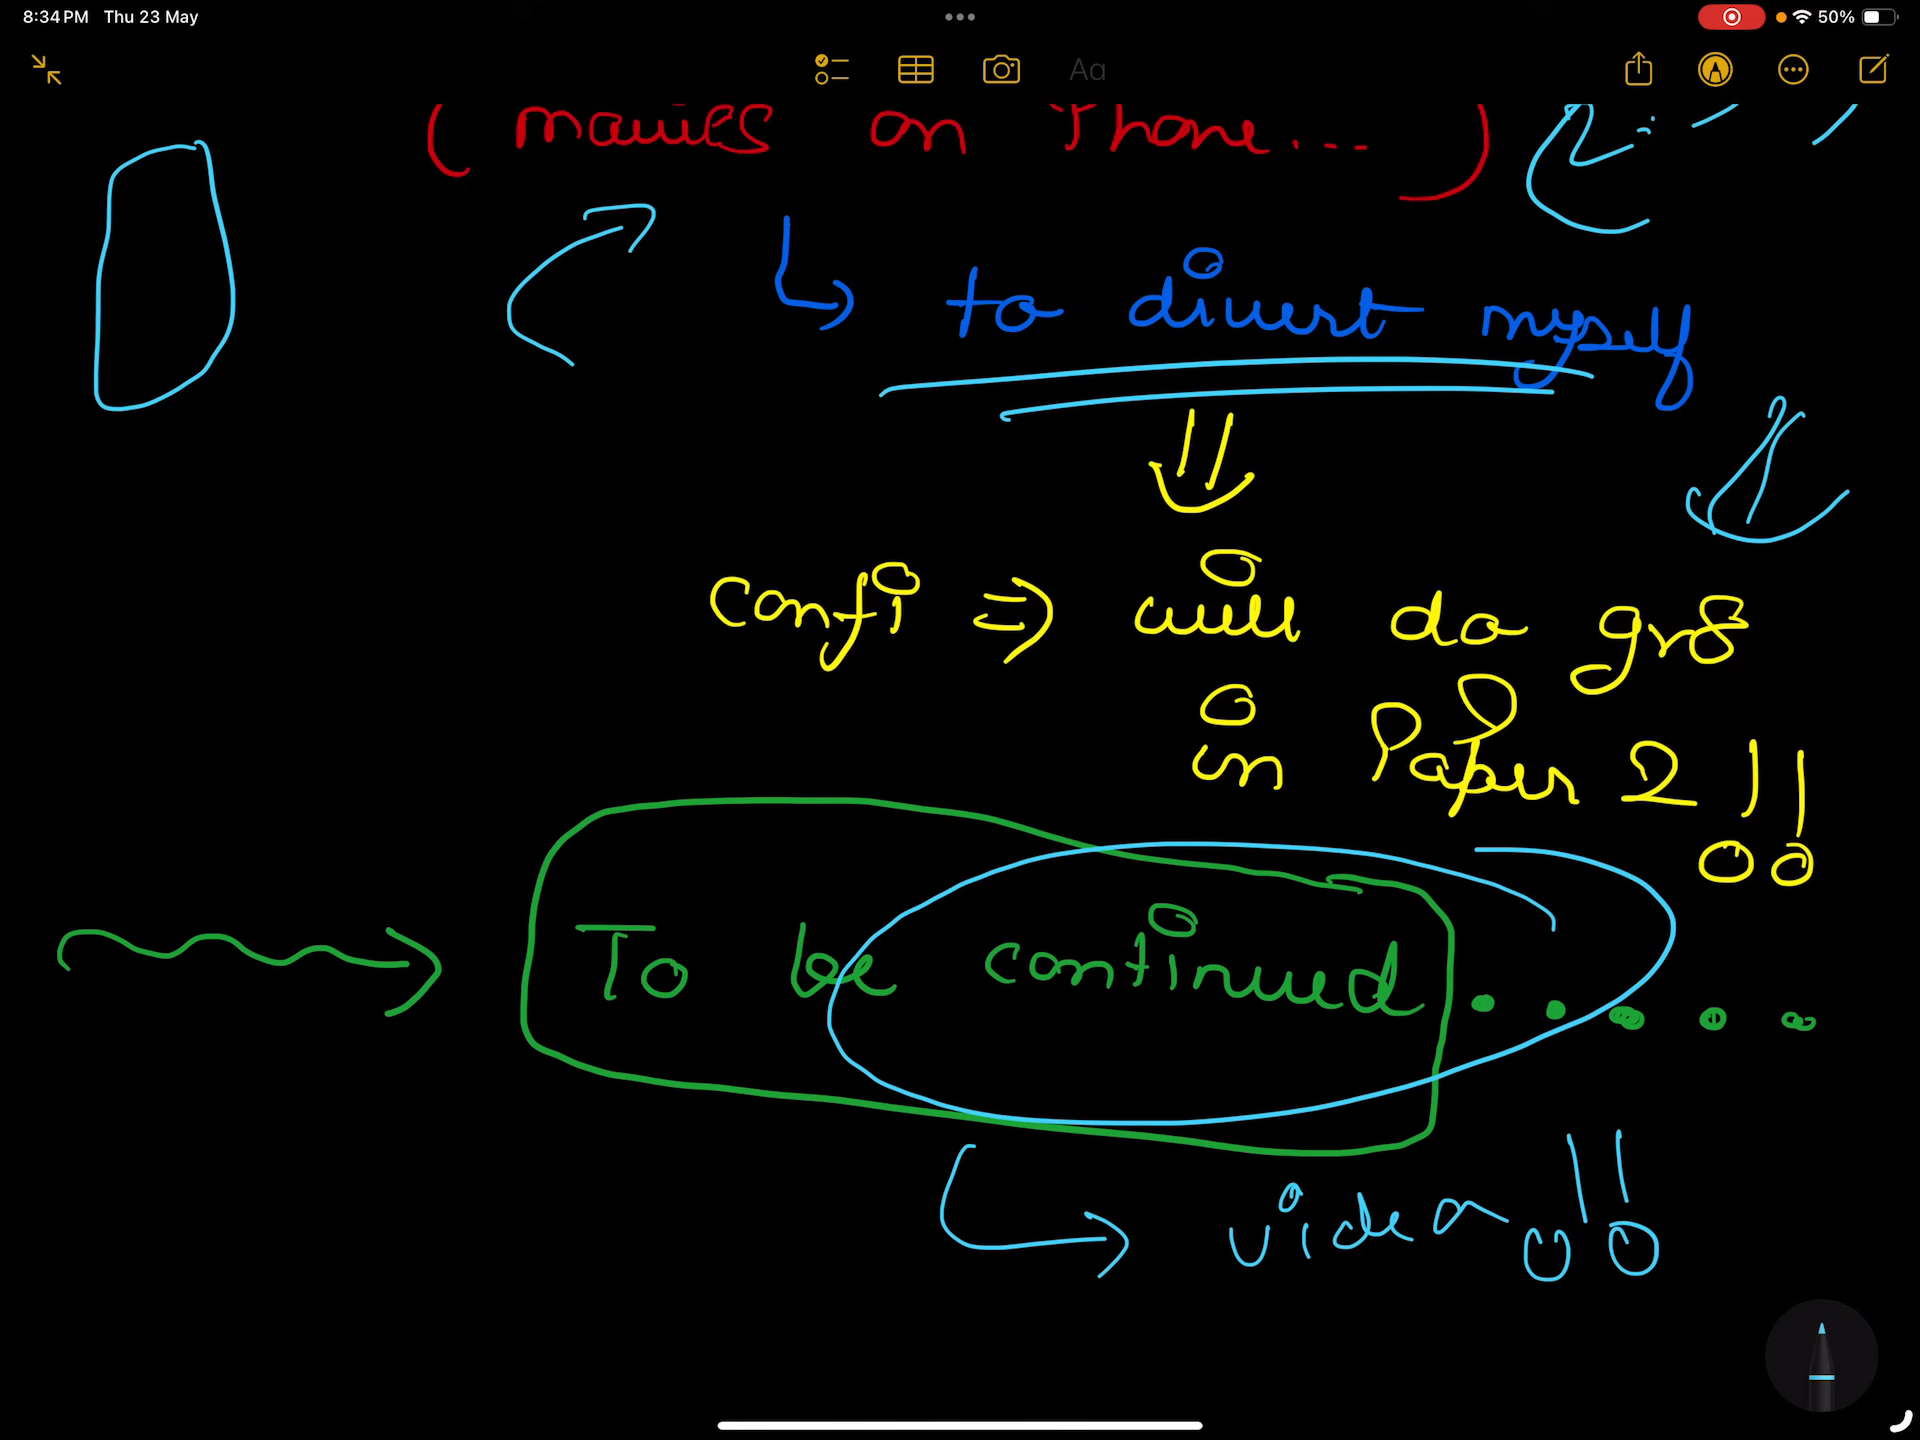 8:34 PM Thu 23 May
50%
Aa
( movies on Phone... )
to divert myself
confi => will do gr8
in Paper 2 !!
To be continued . . . . .
video !!